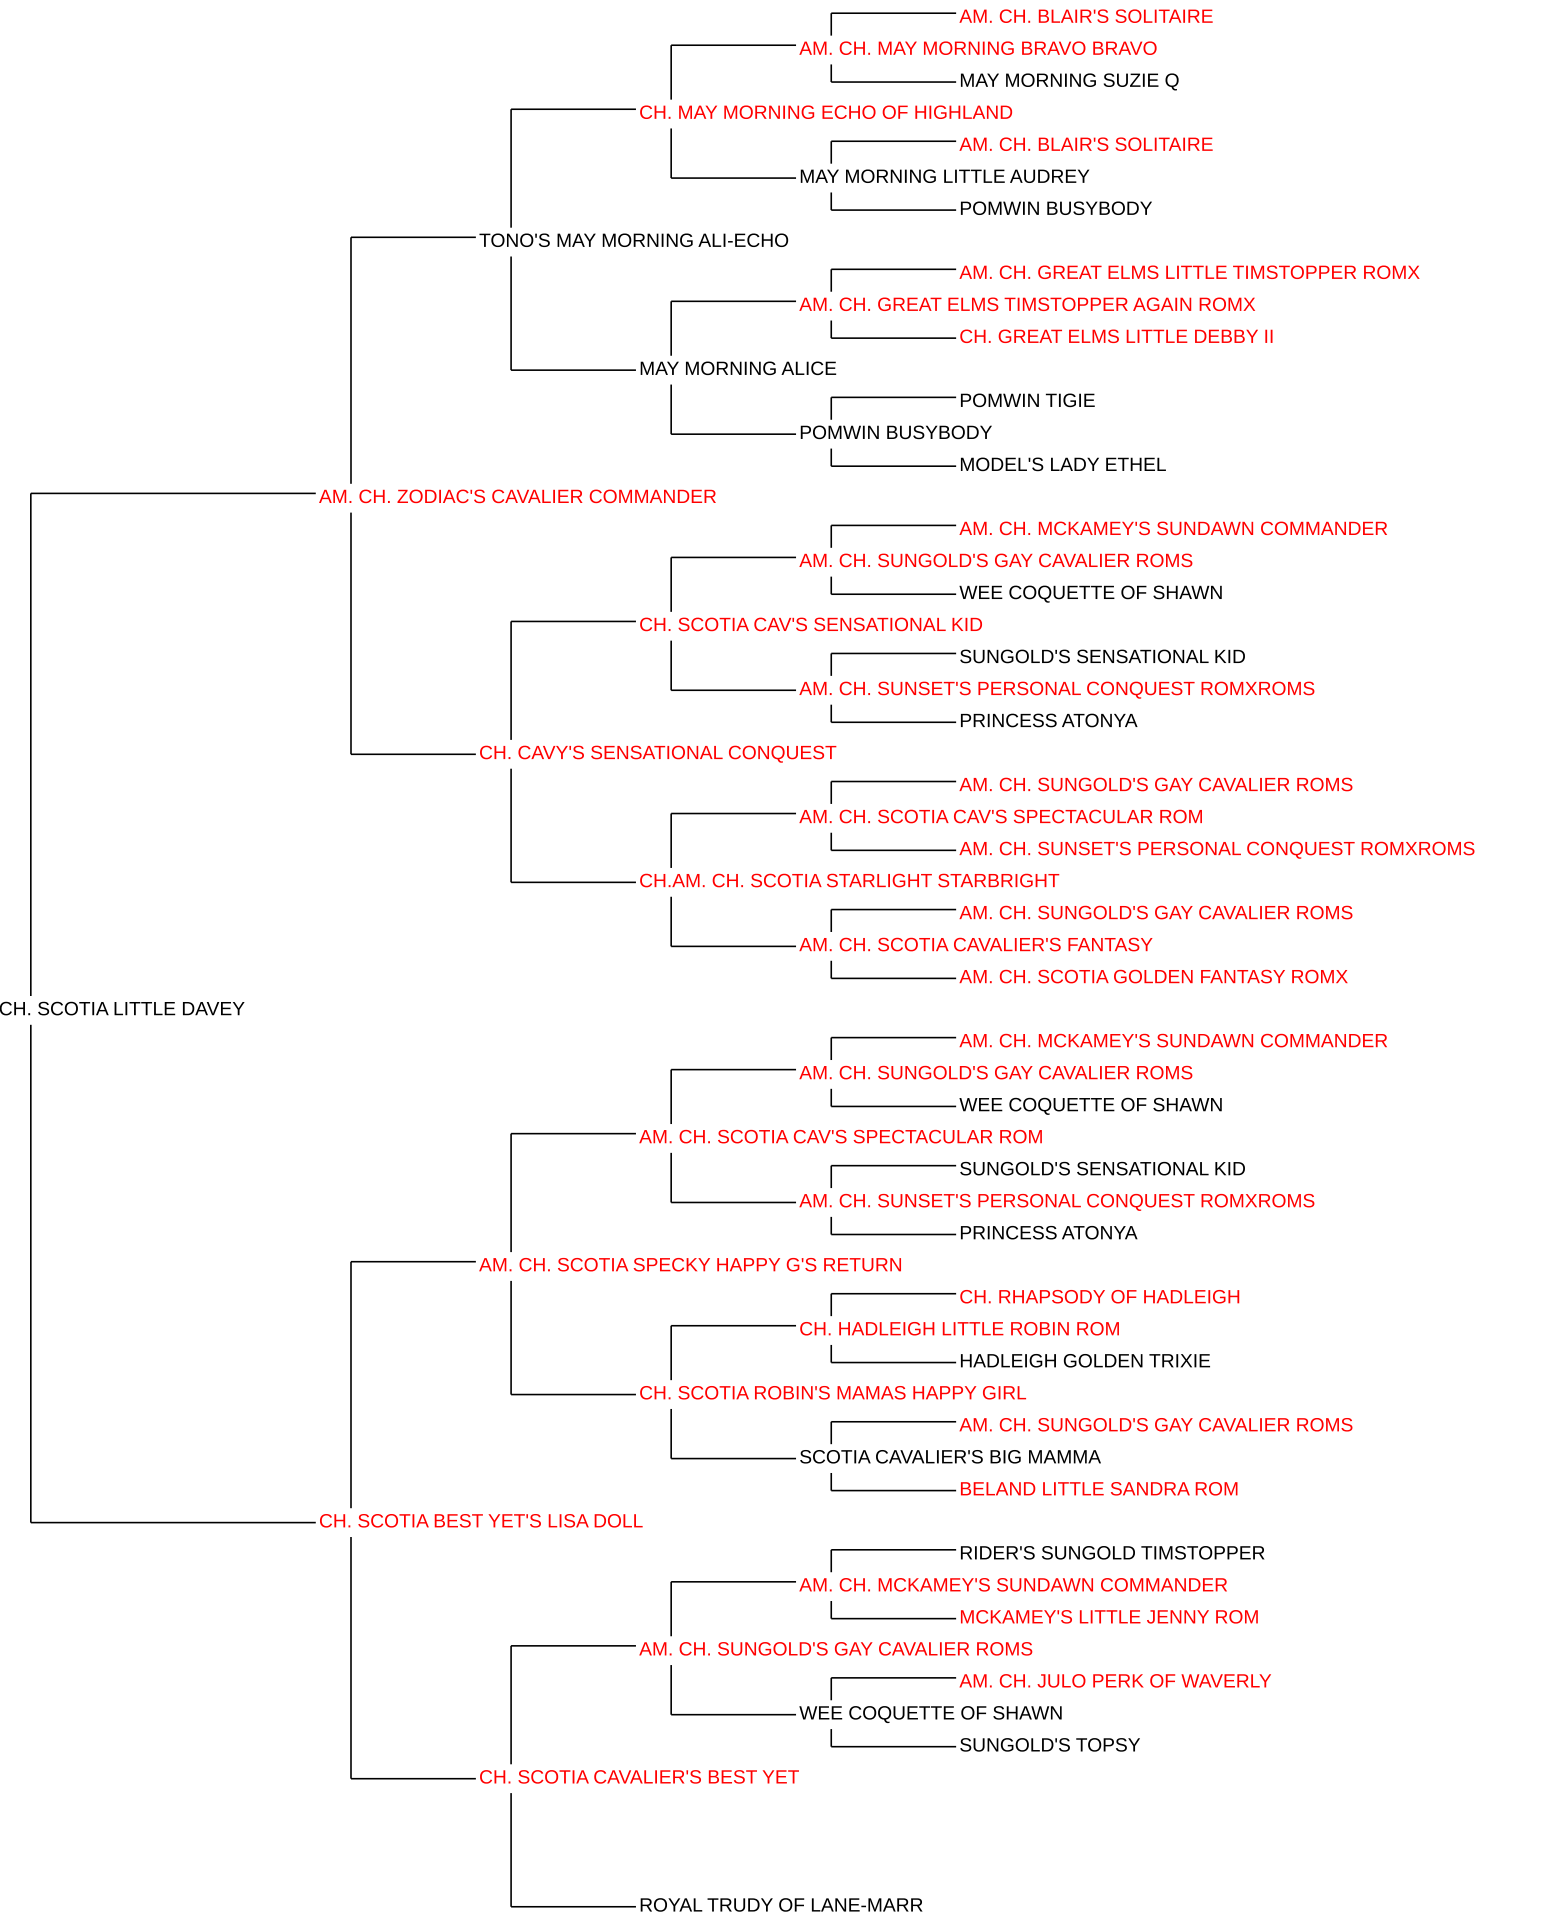 AM. CH. BLAIR'S SOLITAIRE
AM. CH. MAY MORNING BRAVO BRAVO
MAY MORNING SUZIE Q
CH. MAY MORNING ECHO OF HIGHLAND
AM. CH. BLAIR'S SOLITAIRE
MAY MORNING LITTLE AUDREY
POMWIN BUSYBODY
TONO'S MAY MORNING ALI-ECHO
AM. CH. GREAT ELMS LITTLE TIMSTOPPER ROMX
AM. CH. GREAT ELMS TIMSTOPPER AGAIN ROMX
CH. GREAT ELMS LITTLE DEBBY II
MAY MORNING ALICE
POMWIN TIGIE
POMWIN BUSYBODY
MODEL'S LADY ETHEL
AM. CH. ZODIAC'S CAVALIER COMMANDER
AM. CH. MCKAMEY'S SUNDAWN COMMANDER
AM. CH. SUNGOLD'S GAY CAVALIER ROMS
WEE COQUETTE OF SHAWN
CH. SCOTIA CAV'S SENSATIONAL KID
SUNGOLD'S SENSATIONAL KID
AM. CH. SUNSET'S PERSONAL CONQUEST ROMXROMS
PRINCESS ATONYA
CH. CAVY'S SENSATIONAL CONQUEST
AM. CH. SUNGOLD'S GAY CAVALIER ROMS
AM. CH. SCOTIA CAV'S SPECTACULAR ROM
AM. CH. SUNSET'S PERSONAL CONQUEST ROMXROMS
CH.AM. CH. SCOTIA STARLIGHT STARBRIGHT
AM. CH. SUNGOLD'S GAY CAVALIER ROMS
AM. CH. SCOTIA CAVALIER'S FANTASY
AM. CH. SCOTIA GOLDEN FANTASY ROMX
CH. SCOTIA LITTLE DAVEY
AM. CH. MCKAMEY'S SUNDAWN COMMANDER
AM. CH. SUNGOLD'S GAY CAVALIER ROMS
WEE COQUETTE OF SHAWN
AM. CH. SCOTIA CAV'S SPECTACULAR ROM
SUNGOLD'S SENSATIONAL KID
AM. CH. SUNSET'S PERSONAL CONQUEST ROMXROMS
PRINCESS ATONYA
AM. CH. SCOTIA SPECKY HAPPY G'S RETURN
CH. RHAPSODY OF HADLEIGH
CH. HADLEIGH LITTLE ROBIN ROM
HADLEIGH GOLDEN TRIXIE
CH. SCOTIA ROBIN'S MAMAS HAPPY GIRL
AM. CH. SUNGOLD'S GAY CAVALIER ROMS
SCOTIA CAVALIER'S BIG MAMMA
BELAND LITTLE SANDRA ROM
CH. SCOTIA BEST YET'S LISA DOLL
RIDER'S SUNGOLD TIMSTOPPER
AM. CH. MCKAMEY'S SUNDAWN COMMANDER
MCKAMEY'S LITTLE JENNY ROM
AM. CH. SUNGOLD'S GAY CAVALIER ROMS
AM. CH. JULO PERK OF WAVERLY
WEE COQUETTE OF SHAWN
SUNGOLD'S TOPSY
CH. SCOTIA CAVALIER'S BEST YET
ROYAL TRUDY OF LANE-MARR